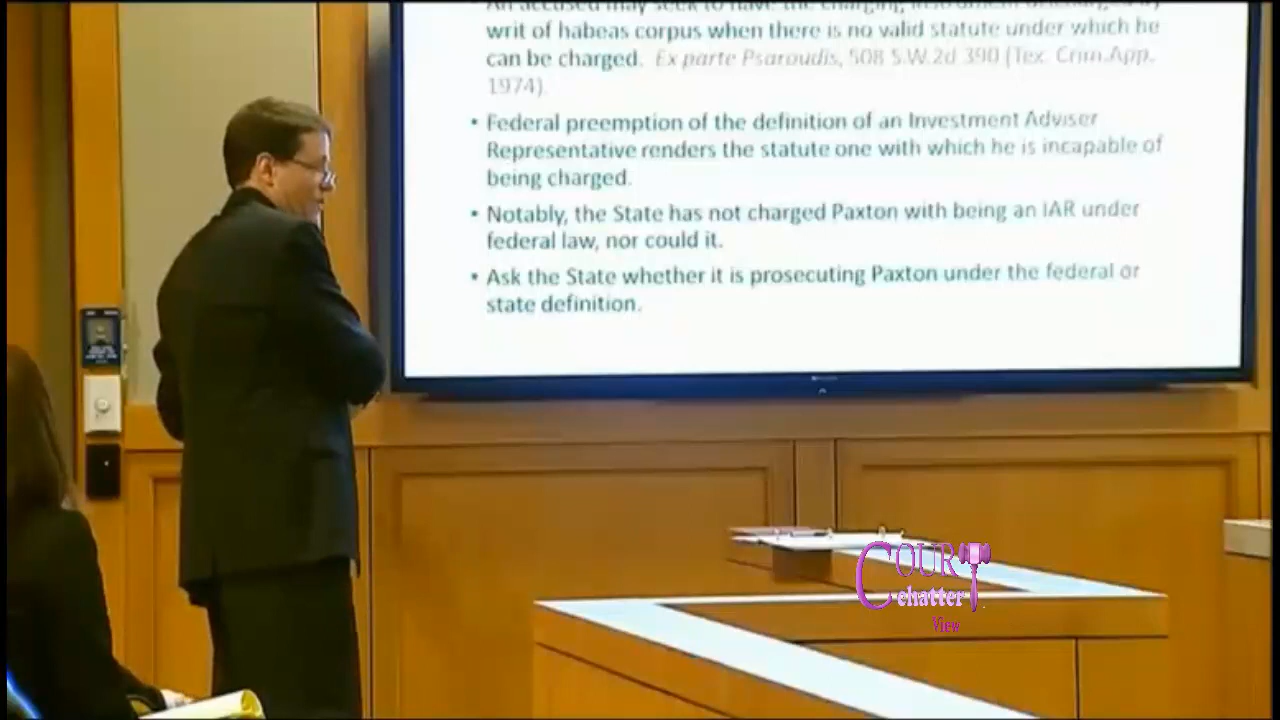 An accused may seek to have the charging instrument
writ of habeas corpus when there is no valid statute under which he
can be charged. Ex parte Psaroudis, 508 S.W.2d 390 (Tex. Crim.App.
1974).
• Federal preemption of the definition of an Investment Adviser
Representative renders the statute one with which he is incapable of
being charged.
• Notably, the State has not charged Paxton with being an IAR under
federal law, nor could it.
• Ask the State whether it is prosecuting Paxton under the federal or
state definition.
COURT
chatter
View